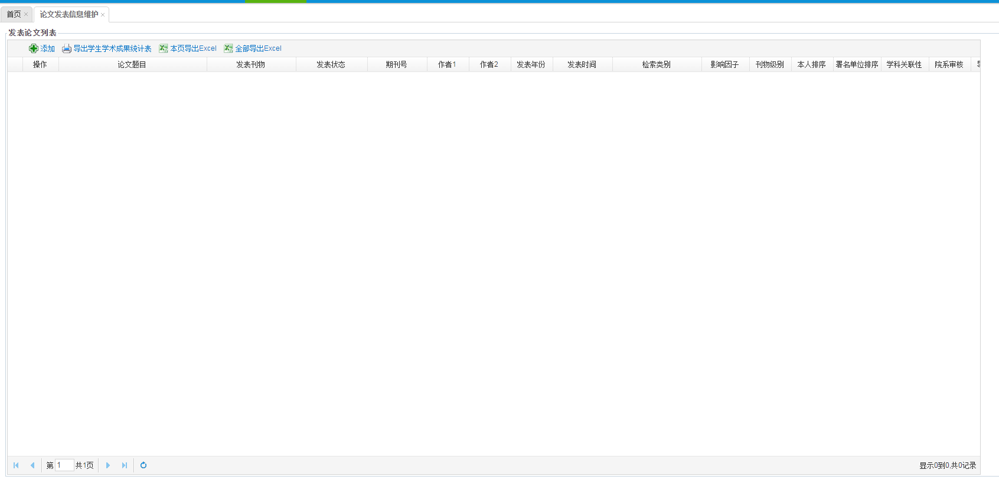 首页 论文发表信息维护
发表论文列表
添加 导出学生学术成果统计表 本页导出Excel 全部导出Excel
操作 论文题目 发表刊物 发表状态 期刊号 作者1 作者2 发表年份 发表时间 检索类别 影响因子 刊物级别 本人排序 署名单位排序 学科关联性 院系审核
第 1 共1页 显示0到0,共0记录